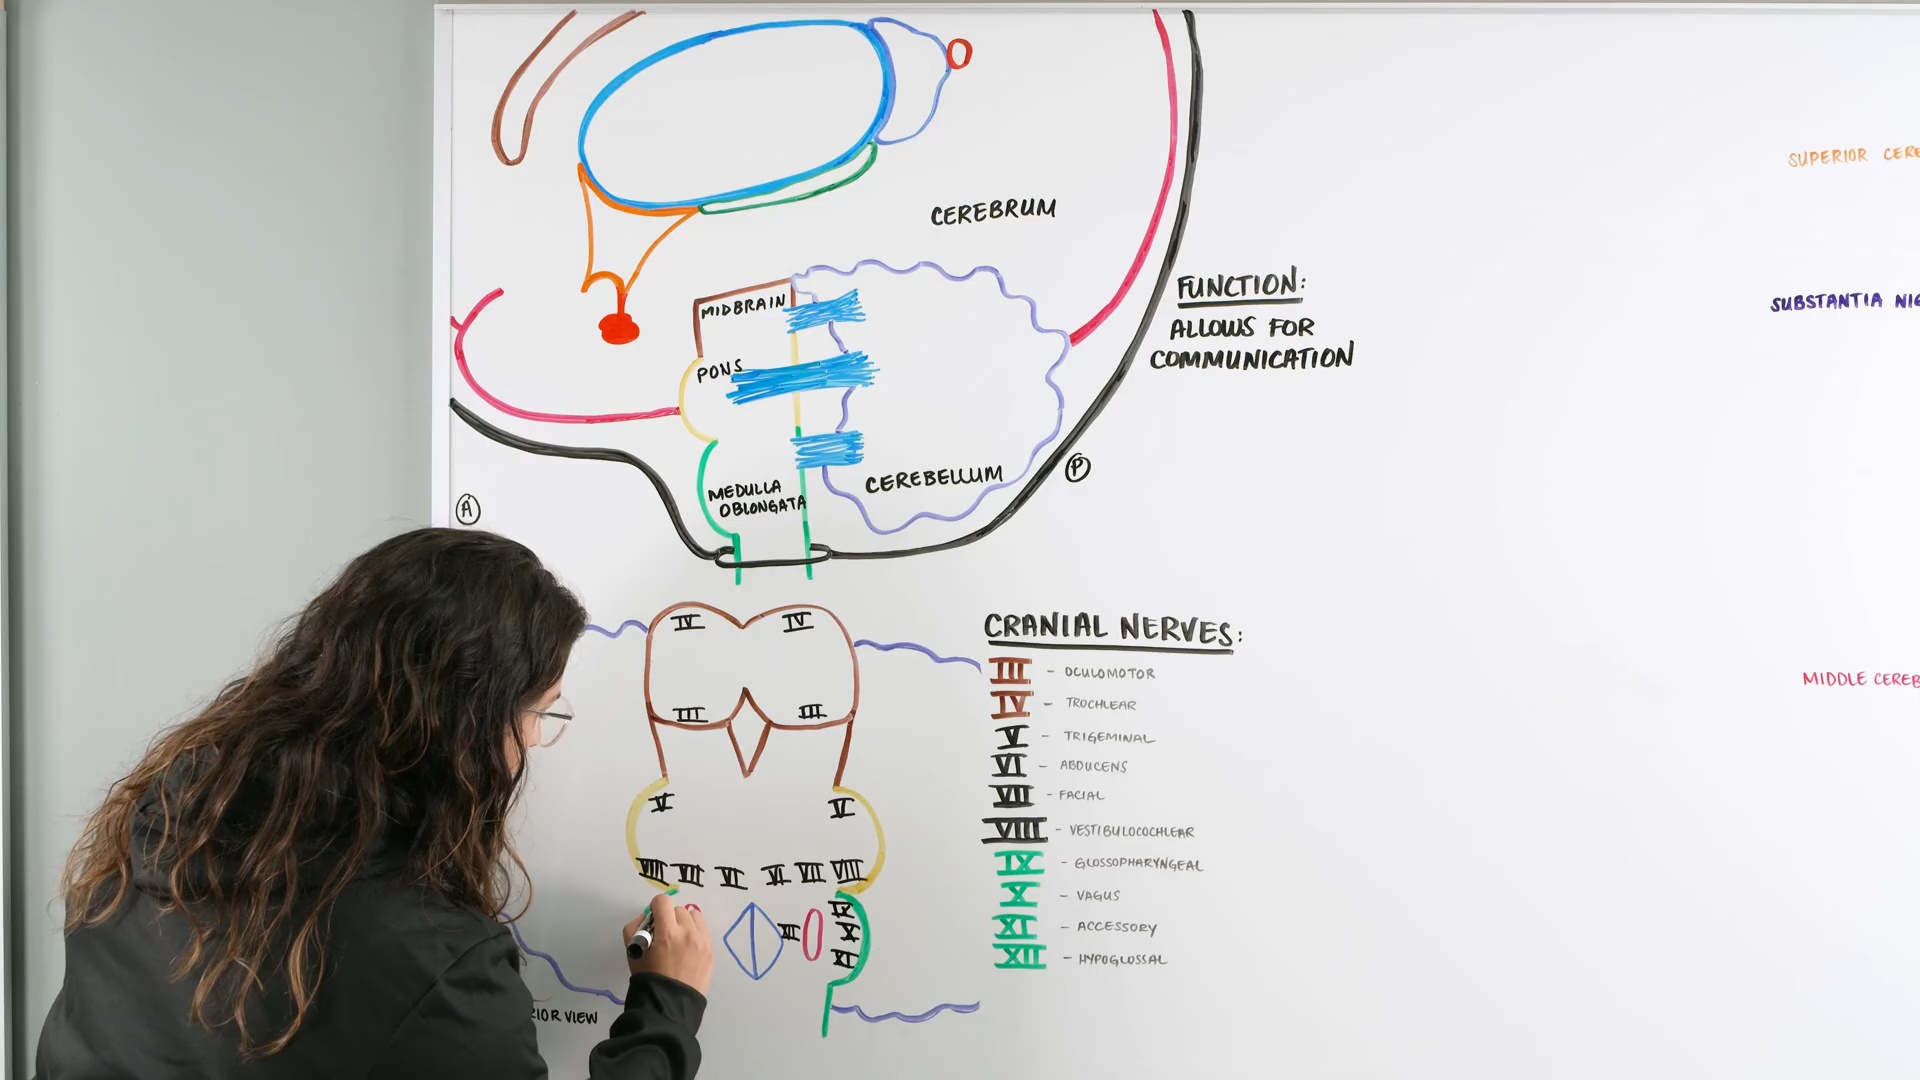 SUPERIOR CERE
CEREBRUM
FUNCTION:
ALLOWS FOR
COMMUNICATION
SUBSTANTIA NIG
MIDBRAIN
PONS
MEDULLA
OBLONGATA
CEREBELLUM
P
A
CRANIAL NERVES:
III - OCULOMOTOR
IV - TROCHLEAR
V - TRIGEMINAL
VI - ABDUCENS
VII - FACIAL
VIII - VESTIBULOCOCHLEAR
IX - GLOSSOPHARYNGEAL
X - VAGUS
XI - ACCESSORY
XII - HYPOGLOSSAL
MIDDLE CEREB
IV IV
III III
V V
VIII VII VI VI VII VIII
IX
XII X
XI
RIOR VIEW